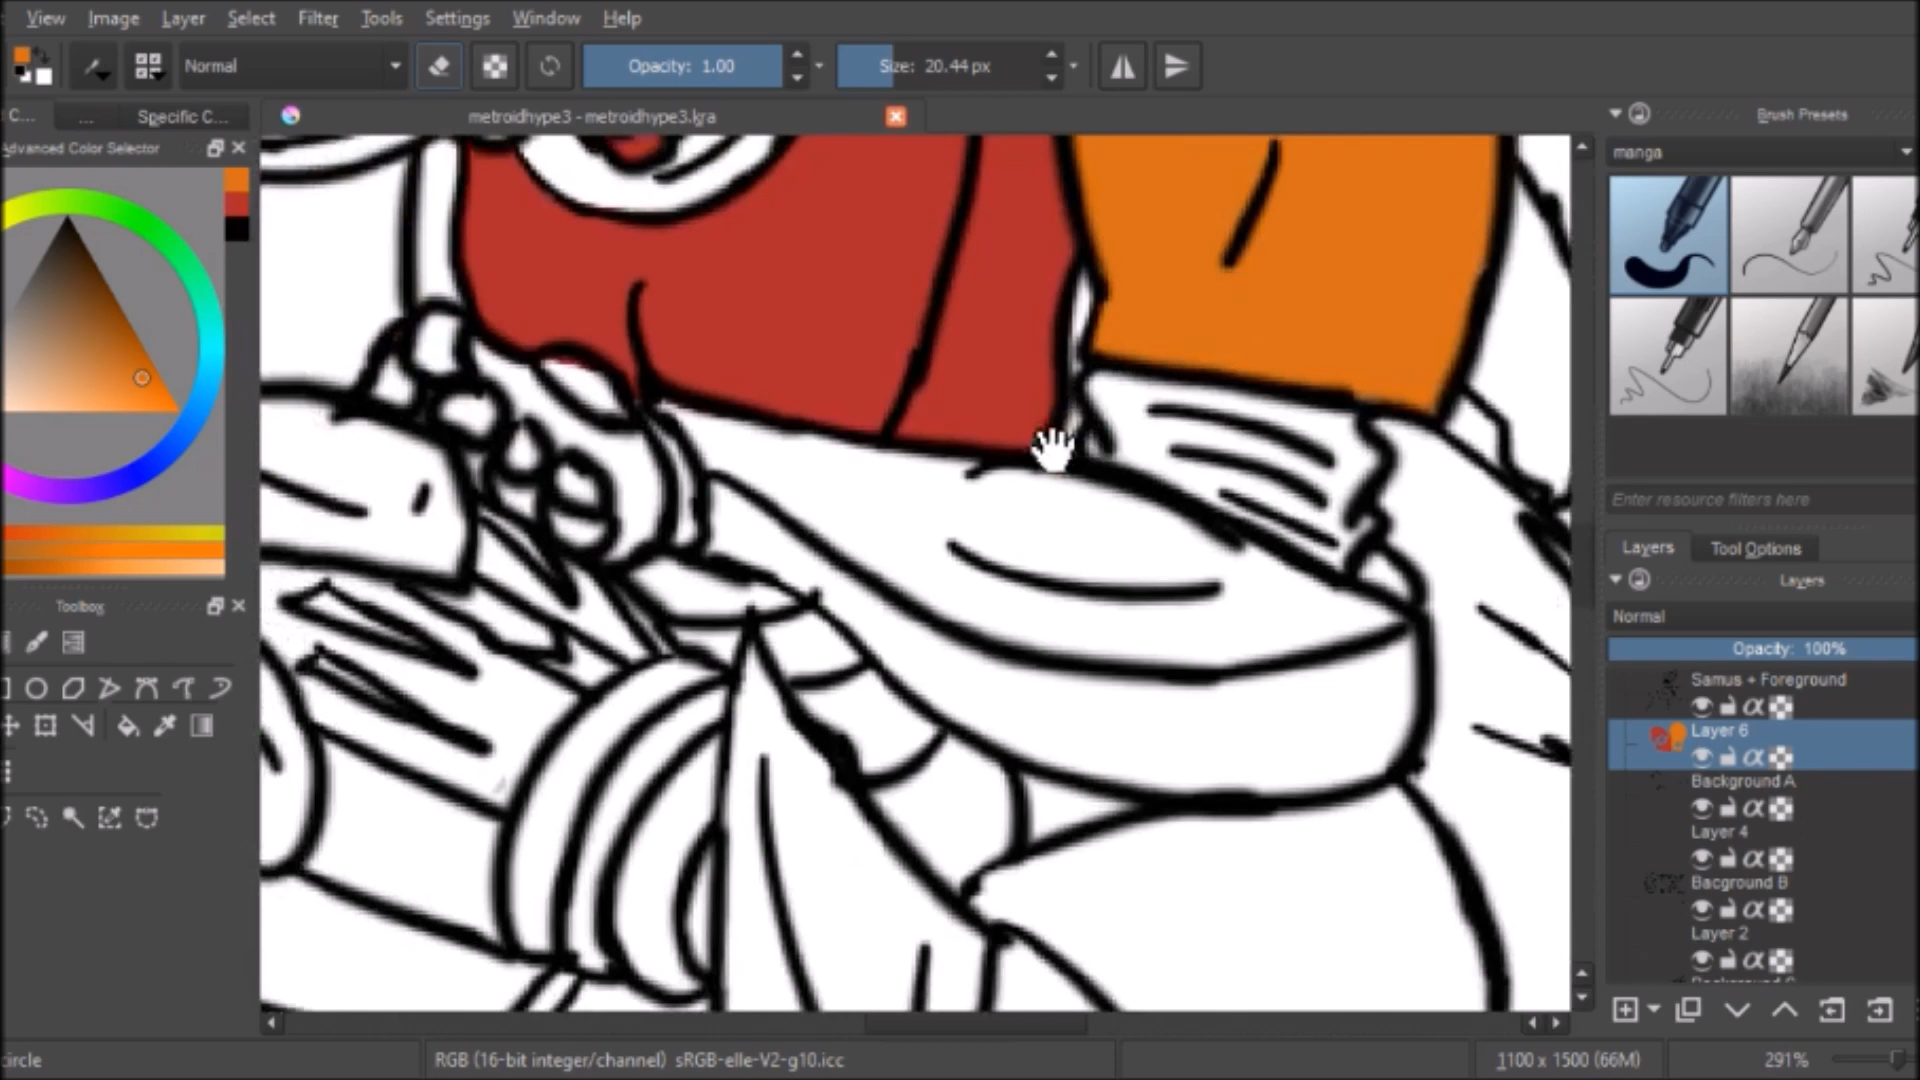 View Image Layer Select Filter Tools Settings Window Help
Normal Opacity: 1.00 Size: 20.44 px
C... ... Specific C... metroidhype3 - metroidhype3.kra
Advanced Color Selector
Brush Presets
manga
Enter resource filters here
Layers Tool Options
Layers
Toolbox
Normal
Opacity: 100%
Samus + Foreground
Layer 6
Background A
Layer 4
Bacground B
Layer 2
circle RGB (16-bit integer/channel) sRGB-elle-V2-g10.icc 1100 x 1500 (66M) 291%